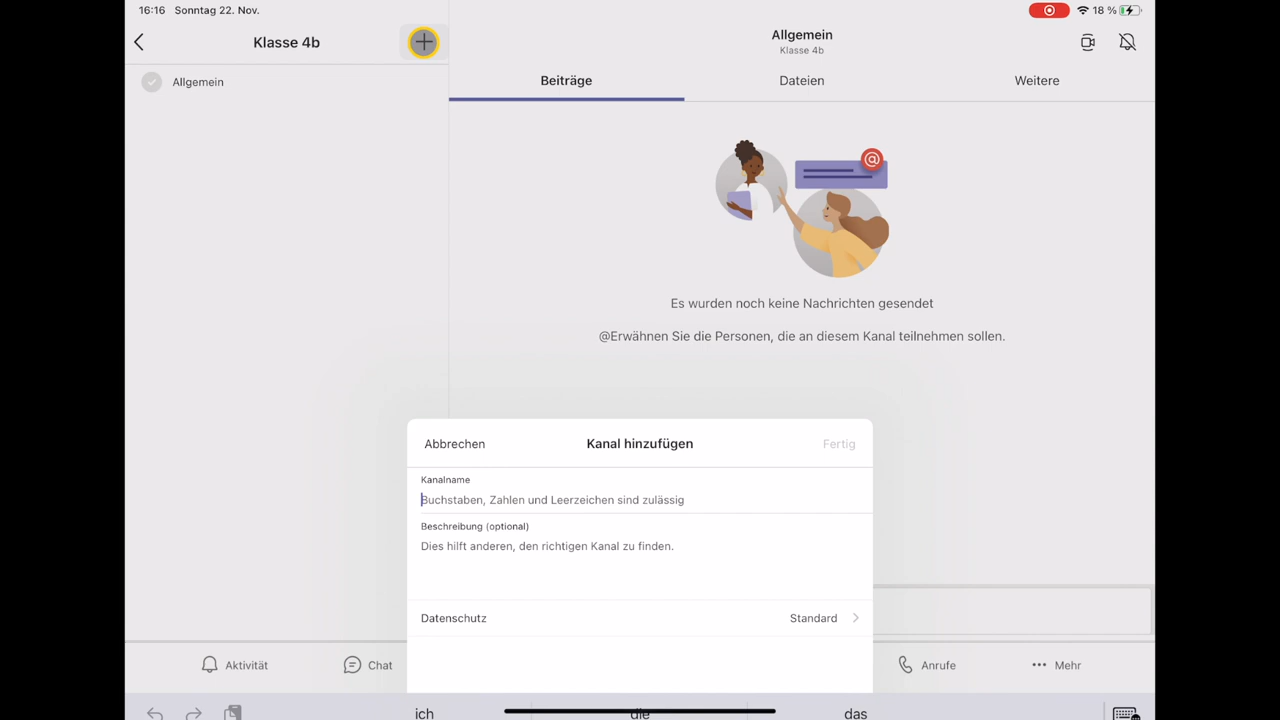 16:16 Sonntag 22. Nov.
18 %
Klasse 4b
Allgemein
Allgemein
Klasse 4b
Beiträge
Dateien
Weitere
Es wurden noch keine Nachrichten gesendet
@Erwähnen Sie die Personen, die an diesem Kanal teilnehmen sollen.
Abbrechen
Kanal hinzufügen
Fertig
Kanalname
Buchstaben, Zahlen und Leerzeichen sind zulässig
Beschreibung (optional)
Dies hilft anderen, den richtigen Kanal zu finden.
Datenschutz
Standard
Aktivität
Chat
Anrufe
Mehr
ich
die
das